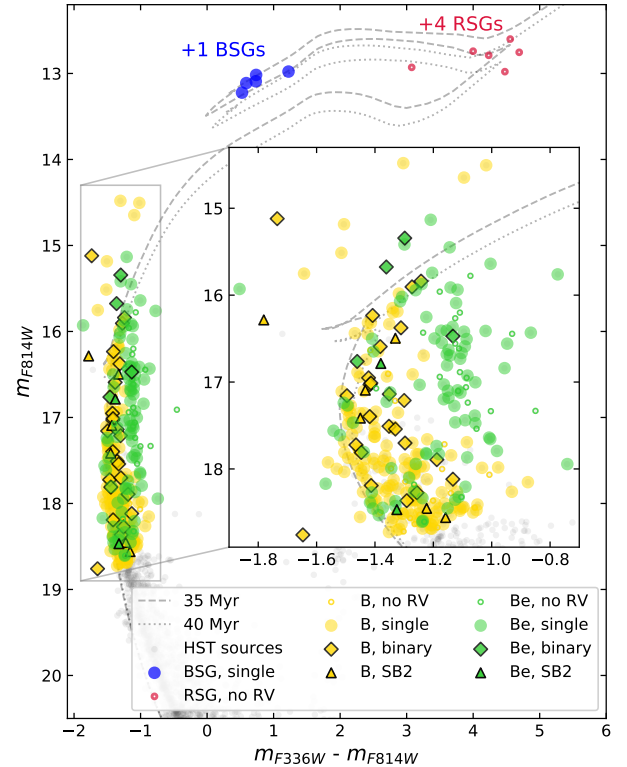 +1 BSGs
+4 RSGs
13
14
15
16
17
18
19
20
m_F814W
15
16
17
18
−1.8 −1.6 −1.4 −1.2 −1.0 −0.8
35 Myr
40 Myr
HST sources
BSG, single
RSG, no RV
B, no RV
B, single
B, binary
B, SB2
Be, no RV
Be, single
Be, binary
Be, SB2
−2 −1 0 1 2 3 4 5 6
m_F336W - m_F814W